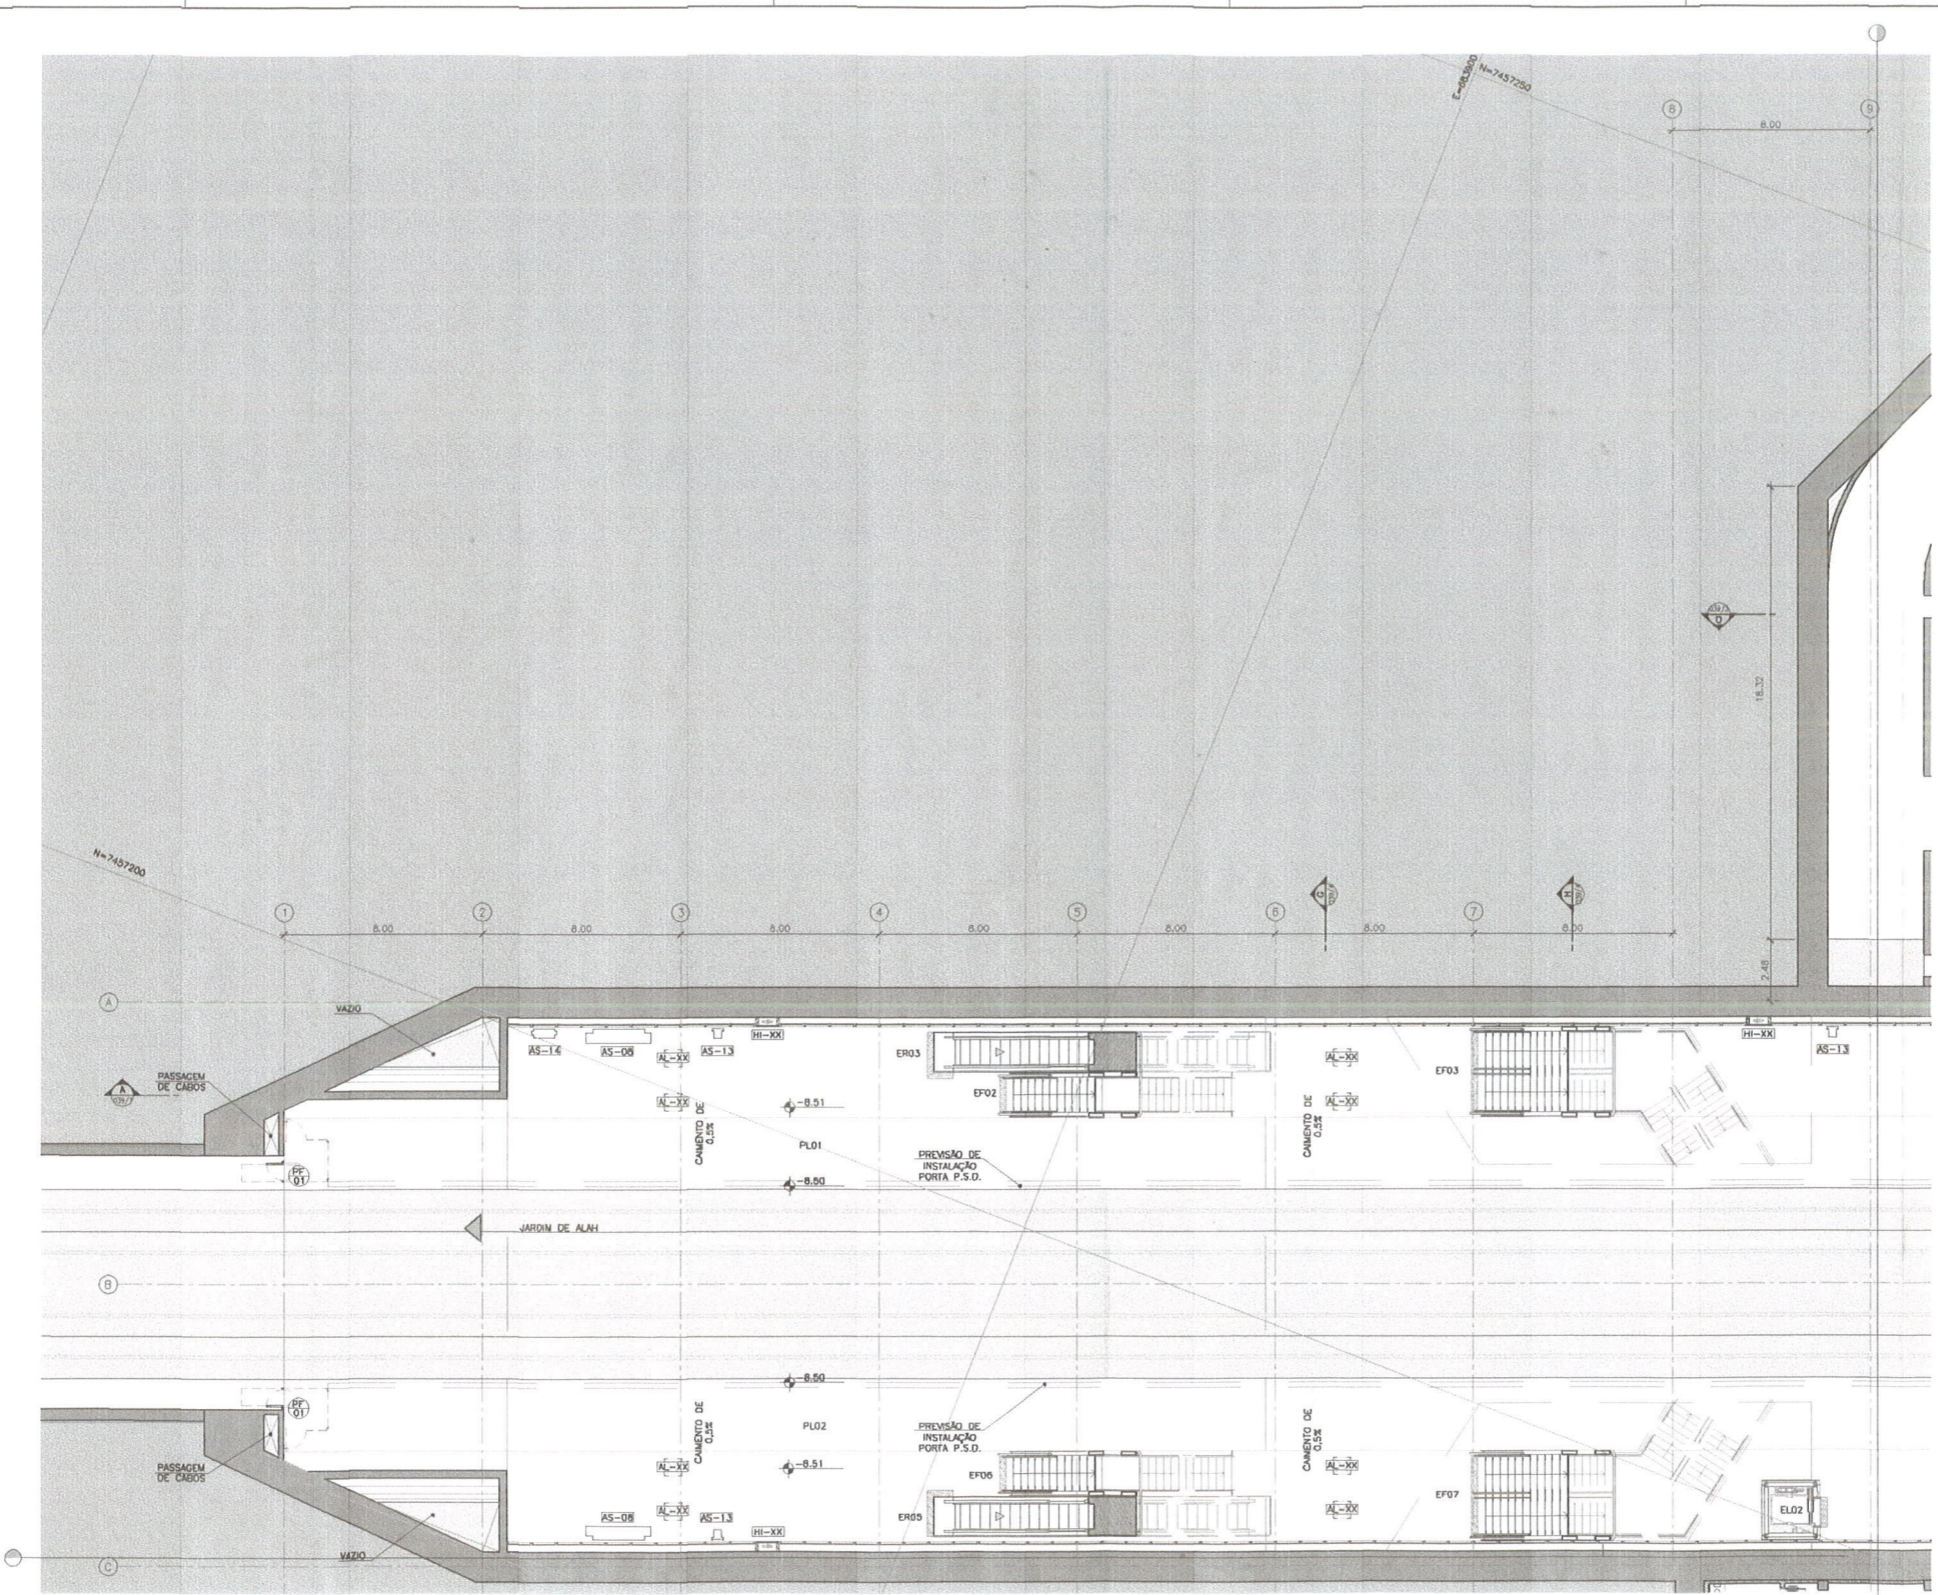 E=683900
N=7457250
8
9
8.00
18.32
D
N=7457200
G
H
1
2
3
4
5
6
7
8.00
8.00
8.00
8.00
8.00
8.00
8.00
2.48
A
VAZIO
AS-14
AS-08
AS-13
HI-XX
HI-XX
AS-13
AL-XX
AL-XX
ER03
EF03
PASSAGEM
DE CABOS
A
EF02
AL-XX
AL-XX
-8.51
CAIMENTO DE
0,5%
CAIMENTO DE
0,5%
PL01
PREVISÃO DE
INSTALAÇÃO
PORTA P.S.D.
PF
01
-8.50
JARDIM DE ALAH
B
-8.50
PF
01
CAIMENTO DE
0,5%
CAIMENTO DE
0,5%
PL02
PREVISÃO DE
INSTALAÇÃO
PORTA P.S.D.
PASSAGEM
DE CABOS
AL-XX
-8.51
EF06
AL-XX
EF07
AL-XX
AL-XX
EL02
AS-08
AS-13
HI-XX
ER05
VAZIO
C